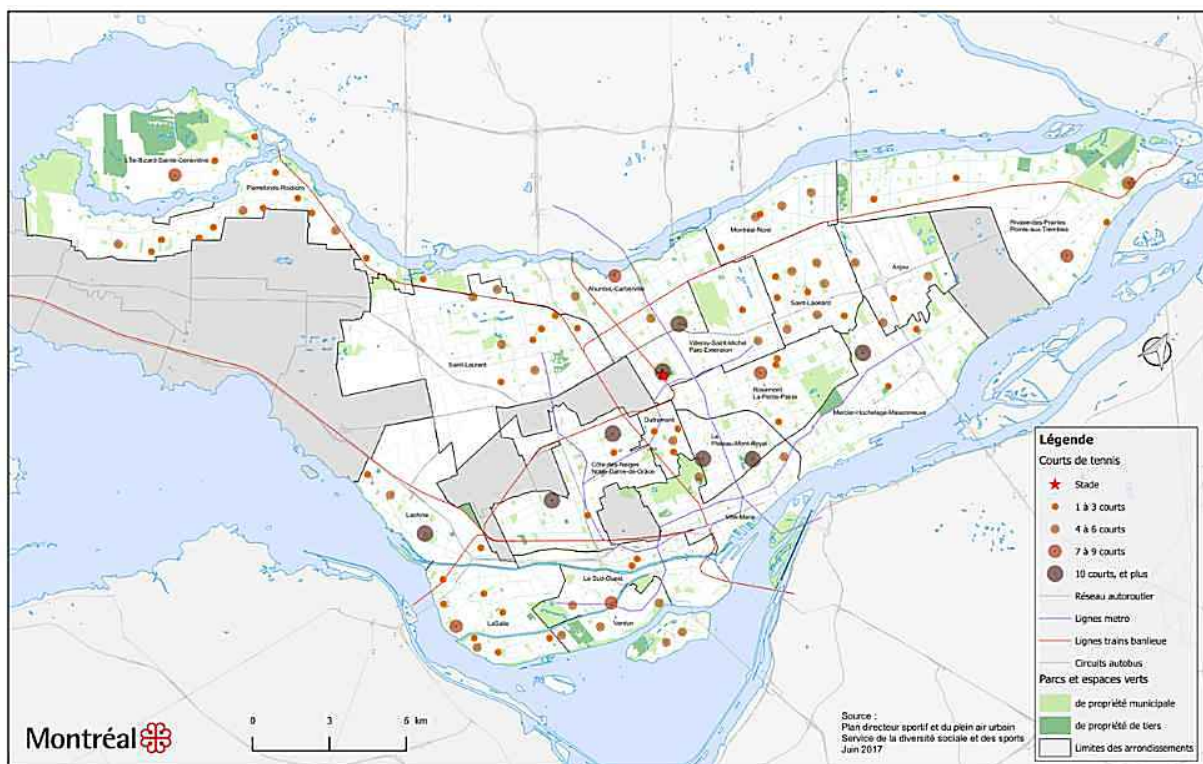 L'Île-Bizard-Sainte-Geneviève
Pierrefonds-Roxboro
Rivière-des-Prairies
Pointe-aux-Trembles
Montréal-Nord
Anjou
Ahuntsic-Cartierville
Saint-Léonard
Villeray-Saint-Michel
Parc-Extension
Saint-Laurent
Rosemont
La Petite-Patrie
Mercier-Hochelaga-Maisonneuve
Outremont
Le
Plateau-Mont-Royal
Côte-des-Neiges
Notre-Dame-de-Grâce
Lachine
Ville-Marie
Le Sud-Ouest
LaSalle
Verdun
Légende
Courts de tennis
Stade
1 à 3 courts
4 à 6 courts
7 à 9 courts
10 courts, et plus
Réseau autoroutier
Lignes métro
Lignes trains banlieue
Circuits autobus
Parcs et espaces verts
de propriété municipale
de propriété de tiers
Limites des arrondissements
Montréal
0 3 6 km
Source :
Plan directeur sportif et du plein air urbain
Service de la diversité sociale et des sports
Juin 2017